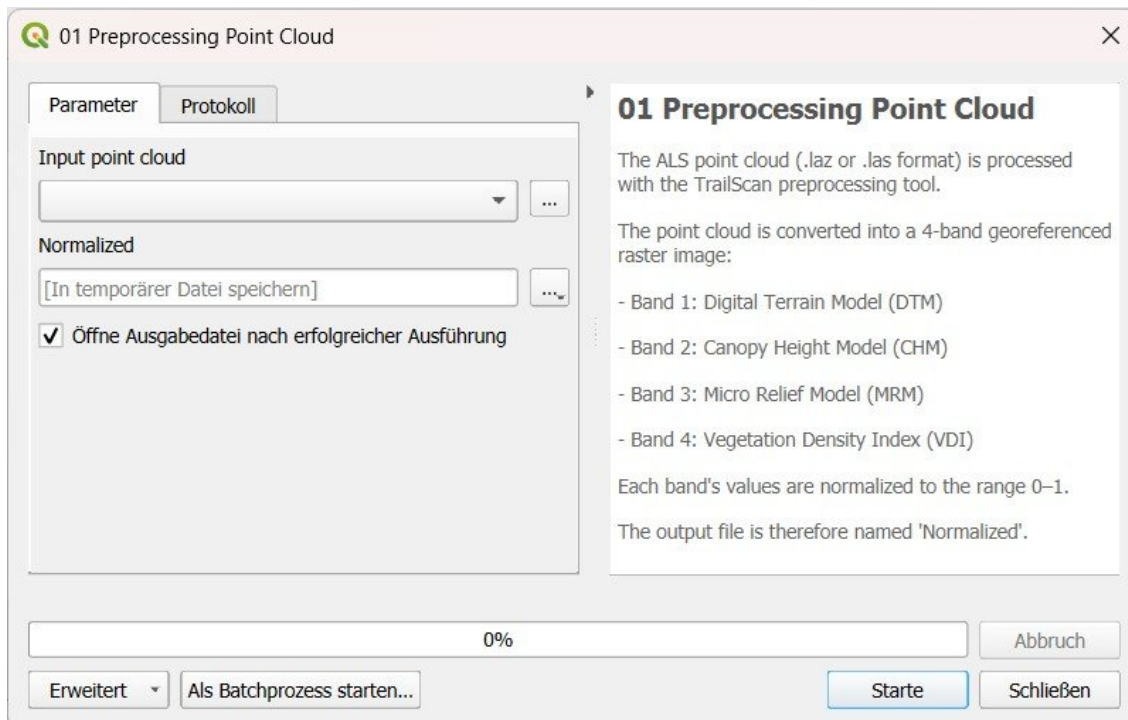 01 Preprocessing Point Cloud
Parameter
Protokoll
Input point cloud
...
Normalized
[In temporärer Datei speichern]
...
Öffne Ausgabedatei nach erfolgreicher Ausführung
01 Preprocessing Point Cloud
The ALS point cloud (.laz or .las format) is processed
with the TrailScan preprocessing tool.
The point cloud is converted into a 4-band georeferenced
raster image:
- Band 1: Digital Terrain Model (DTM)
- Band 2: Canopy Height Model (CHM)
- Band 3: Micro Relief Model (MRM)
- Band 4: Vegetation Density Index (VDI)
Each band's values are normalized to the range 0–1.
The output file is therefore named 'Normalized'.
0%
Abbruch
Erweitert
Als Batchprozess starten...
Starte
Schließen